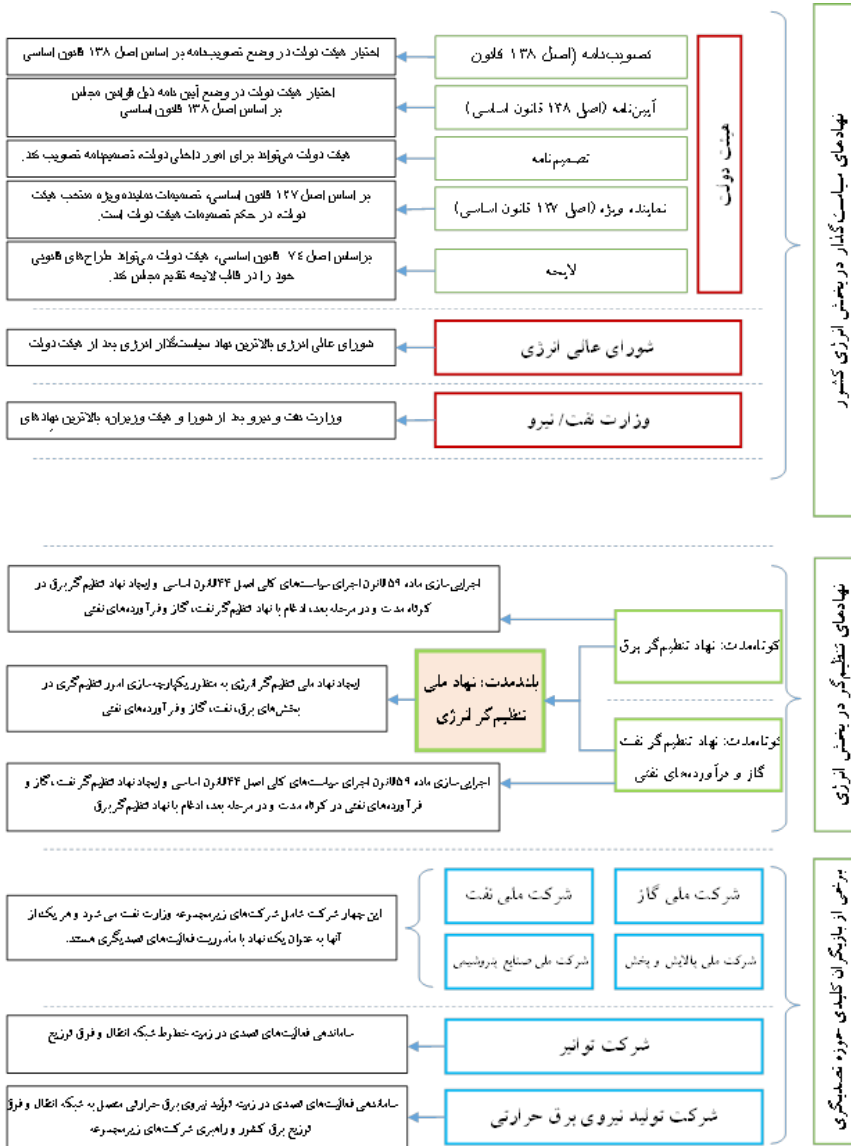 نهادهای سیاست‌گذار در بخش انرژی کشور
هیئت دولت
تصویب‌نامه (اصل ۱۳۸ قانون
اختیار هیئت دولت در وضع تصویب‌نامه بر اساس اصل ۱۳۸ قانون اساسی
آیین‌نامه (اصل ۱۳۸ قانون اساسی)
اختیار هیئت دولت در وضع آیین نامه ذیل قوانین مجلس
بر اساس اصل ۱۳۸ قانون اساسی
تصمیم‌نامه
هیئت دولت می‌تواند برای امور داخلی دولت، تصمیم‌نامه تصویب کند.
نماینده ویژه (اصل ۱۲۷ قانون اساسی)
بر اساس اصل ۱۲۷ قانون اساسی، تصمیمات نماینده ویژه منتخب هیئت
دولت، در حکم تصمیمات هیئت دولت است.
لایحه
براساس اصل ۷۴ قانون اساسی، هیئت دولت می‌تواند طراح‌های قانونی
خود را در قالب لایحه تقدیم مجلس کند.
شورای عالی انرژی
شورای عالی انرژی بالاترین نهاد سیاست‌گذار انرژی بعد از هیئت دولت
وزارت نفت/ نیرو
وزارت نفت و نیرو بعد از شورا و هیئت وزیران، بالاترین نهادهای
نهادهای تنظیم‌گر در بخش انرژی
کوتاه‌مدت: نهاد تنظیم‌گر برق
اجرایی‌سازی ماده ۵۹ قانون اجرای سیاست‌های کلی اصل ۴۴ قانون اساسی و ایجاد نهاد تنظیم‌گر برق در
کوتاه مدت و در مرحله بعد، ادغام با نهاد تنظیم‌گر نفت، گاز و فرآورده‌های نفتی
بلندمدت: نهاد ملی
تنظیم‌گر انرژی
ایجاد نهاد ملی تنظیم‌گر انرژی به منظور یکپارچه‌سازی امور تنظیم‌گری در
بخش‌های برق، نفت، گاز و فرآورده‌های نفتی
کوتاه‌مدت: نهاد تنظیم‌گر نفت
گاز و فرآورده‌های نفتی
اجرایی‌سازی ماده ۵۹ قانون اجرای سیاست‌های کلی اصل ۴۴ قانون اساسی و ایجاد نهاد تنظیم‌گر نفت، گاز و
فرآورده‌های نفتی در کوتاه مدت و در مرحله بعد، ادغام با نهاد تنظیم‌گر برق
برخی از بازیگران کلیدی حوزه تصدیگری
شرکت ملی گاز
شرکت ملی نفت
شرکت ملی پالایش و پخش
شرکت ملی صنایع پتروشیمی
این چهار شرکت شامل شرکت‌های زیرمجموعه وزارت نفت می شود و هر یک از
آنها به عنوان یک نهاد با مأموریت فعالیت‌های تصدیگری هستند.
شرکت توانیر
ساماندهی فعالیت‌های تصدی در زمینه خطوط شبکه انتقال و فوق توزیع
شرکت تولید نیروی برق حرارتی
ساماندهی فعالیت‌های تصدی در زمینه تولید نیروی برق حرارتی متصل به شبکه انتقال و فوق
توزیع برق کشور و راهبری شرکت‌های زیرمجموعه